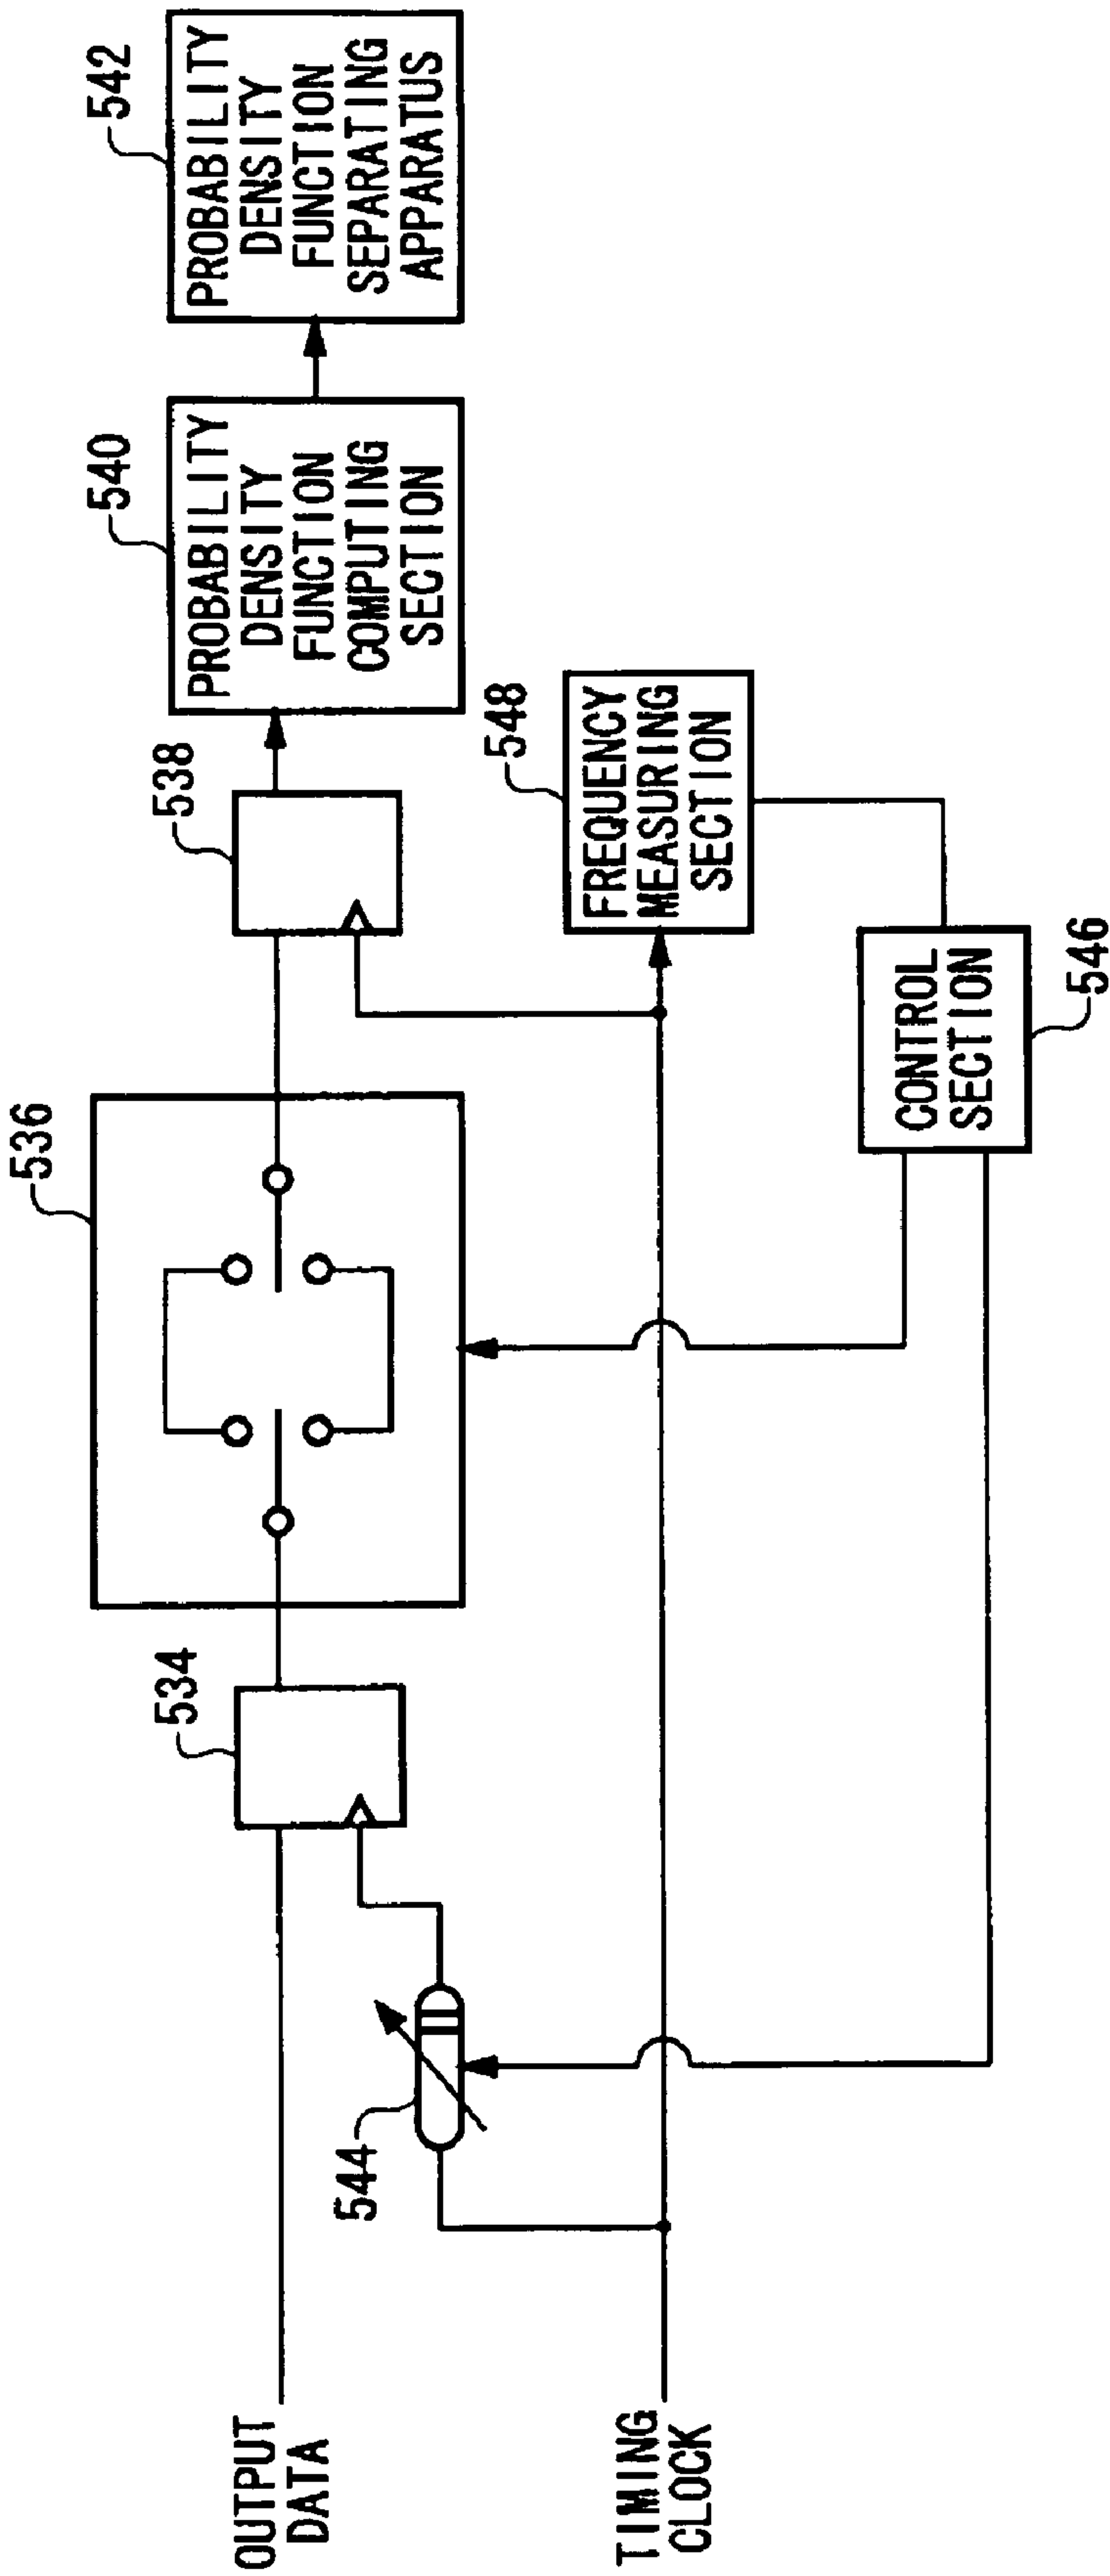 536
534
538
540
542
PROBABILITY
DENSITY
FUNCTION
COMPUTING
SECTION
PROBABILITY
DENSITY
FUNCTION
SEPARATING
APPARATUS
OUTPUT
DATA
544
548
FREQUENCY
MEASURING
SECTION
TIMING
CLOCK
CONTROL
SECTION
546